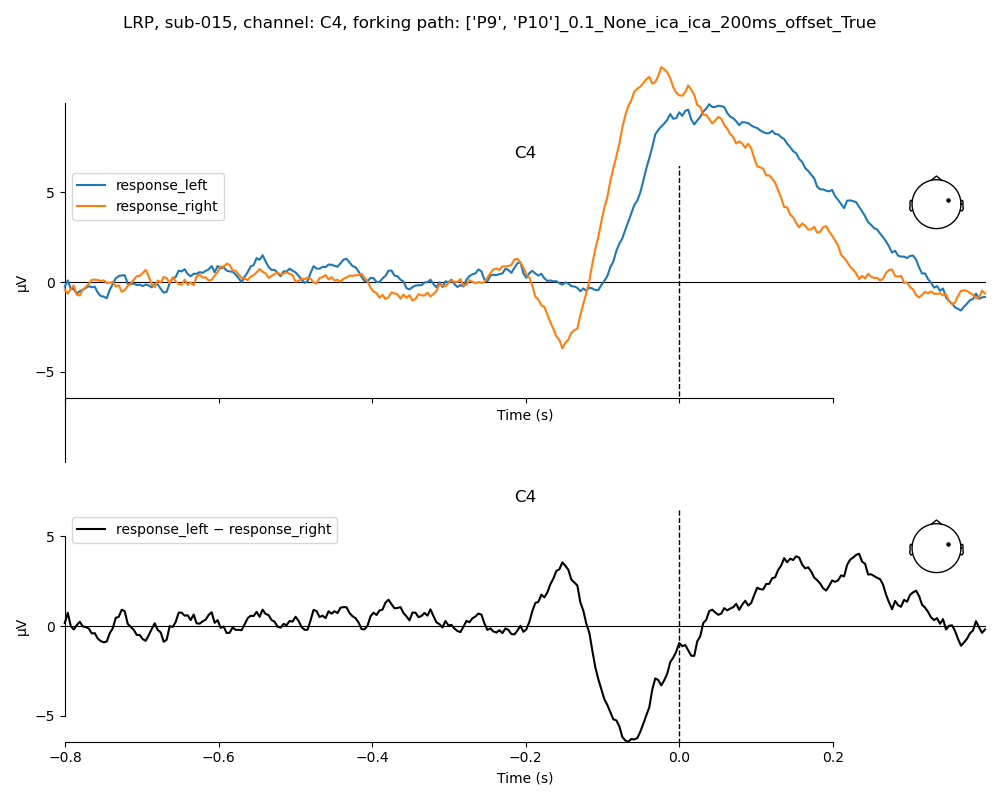 LRP, sub-015, channel: C4, forking path: ['P9', 'P10']_0.1_None_ica_ica_200ms_offset_True
C4
response_left
response_right
5
0
−5
µV
Time (s)
C4
response_left − response_right
5
0
−5
µV
−0.8 −0.6 −0.4 −0.2 0.0 0.2
Time (s)